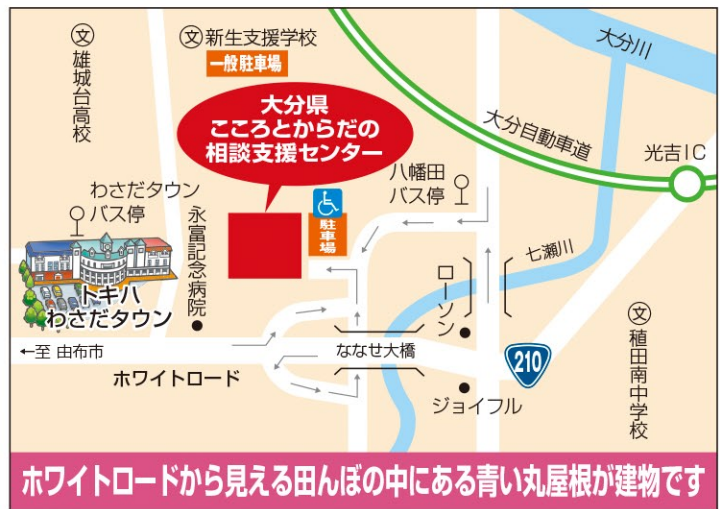 文
雄城台高校
文 新生支援学校
一般駐車場
大分県
こころとからだの
相談支援センター
大分川
大分自動車道
光吉IC
八幡田
バス停
わさだタウン
バス停
永冨記念病院
駐車場
トキハ
わさだタウン
七瀬川
ローソン
文
稙田南中学校
←至 由布市
ななせ大橋
210
ホワイトロード
ジョイフル
ホワイトロードから見える田んぼの中にある青い丸屋根が建物です